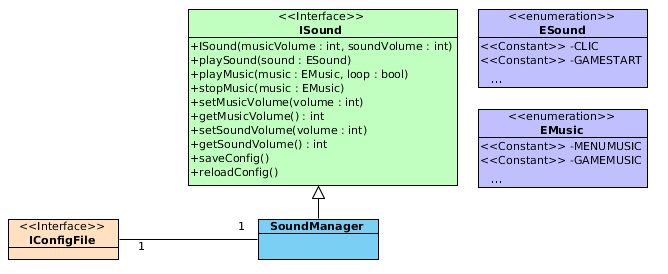 <<Interface>>
ISound
+ISound(musicVolume : int, soundVolume : int)
+playSound(sound : ESound)
+playMusic(music : EMusic, loop : bool)
+stopMusic(music : EMusic)
+setMusicVolume(volume : int)
+getMusicVolume() : int
+setSoundVolume(volume : int)
+getSoundVolume() : int
+saveConfig()
+reloadConfig()
<<enumeration>>
ESound
<<Constant>> -CLIC
<<Constant>> -GAMESTART
...
<<enumeration>>
EMusic
<<Constant>> -MENUMUSIC
<<Constant>> -GAMEMUSIC
...
<<Interface>>
IConfigFile
1
1
SoundManager